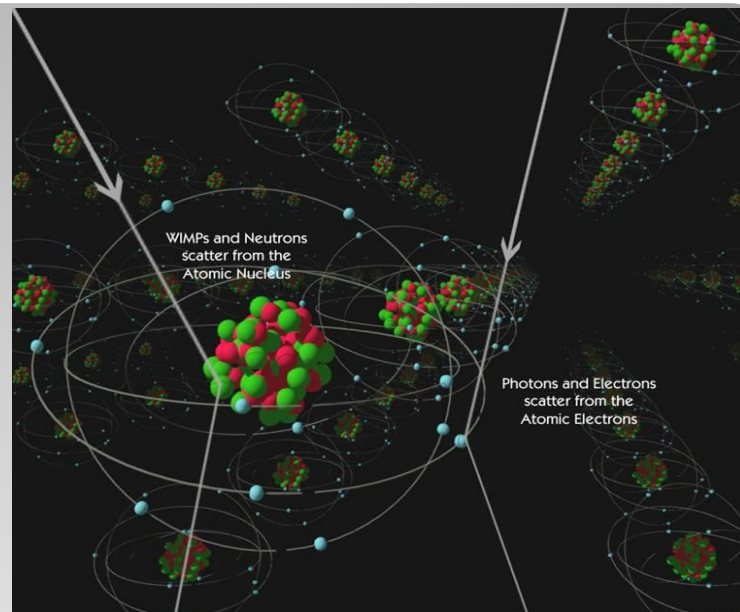 WIMPs and Neutrons
scatter from the
Atomic Nucleus
Photons and Electrons
scatter from the
Atomic Electrons